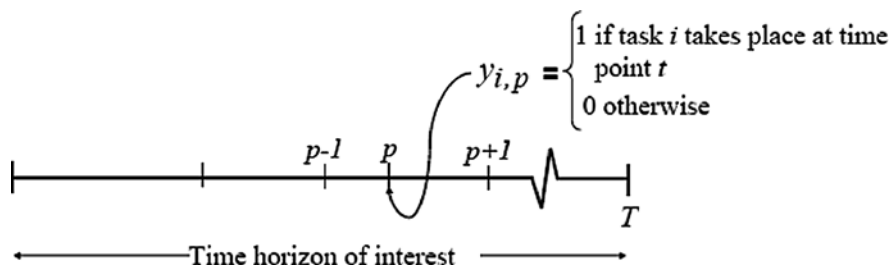 y_{i,p} = { 1 if task i takes place at time
point t
0 otherwise
p-1 p p+1
T
Time horizon of interest